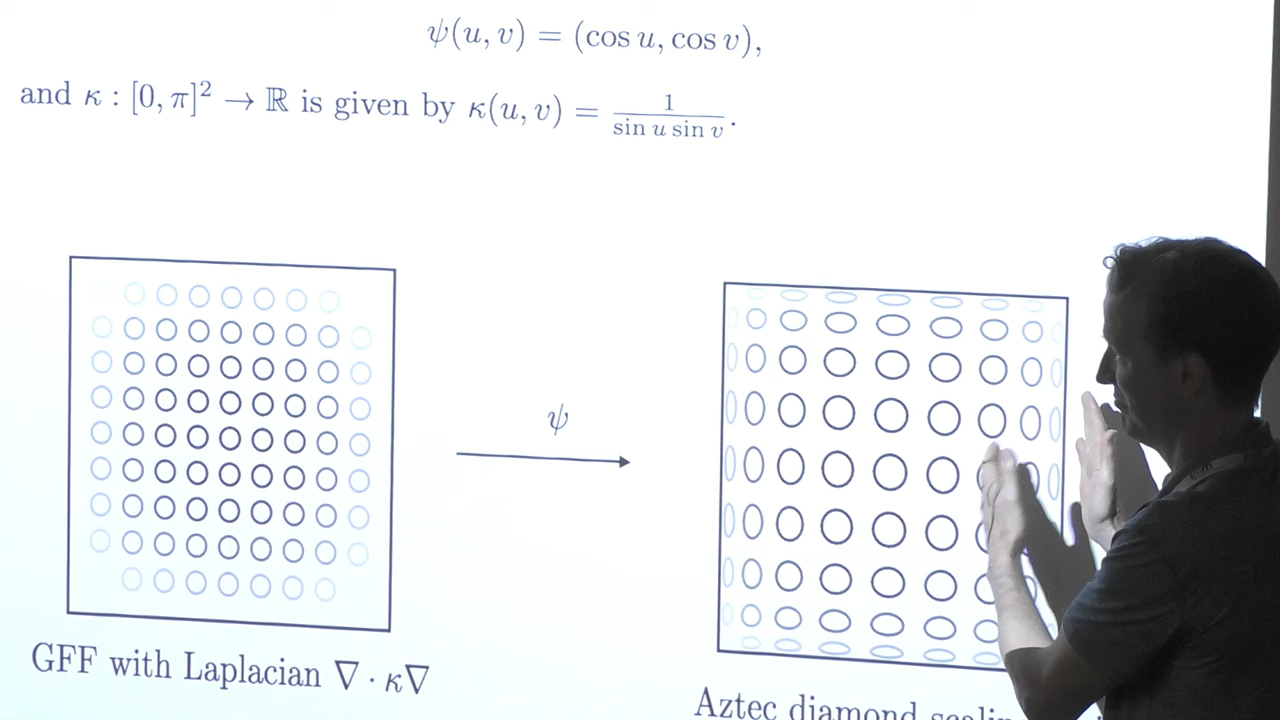 ψ(u, v) = (cos u, cos v),
and κ : [0, π]² → ℝ is given by κ(u, v) = 1 / (sin u sin v).
ψ
GFF with Laplacian ∇ · κ∇
Aztec diamond